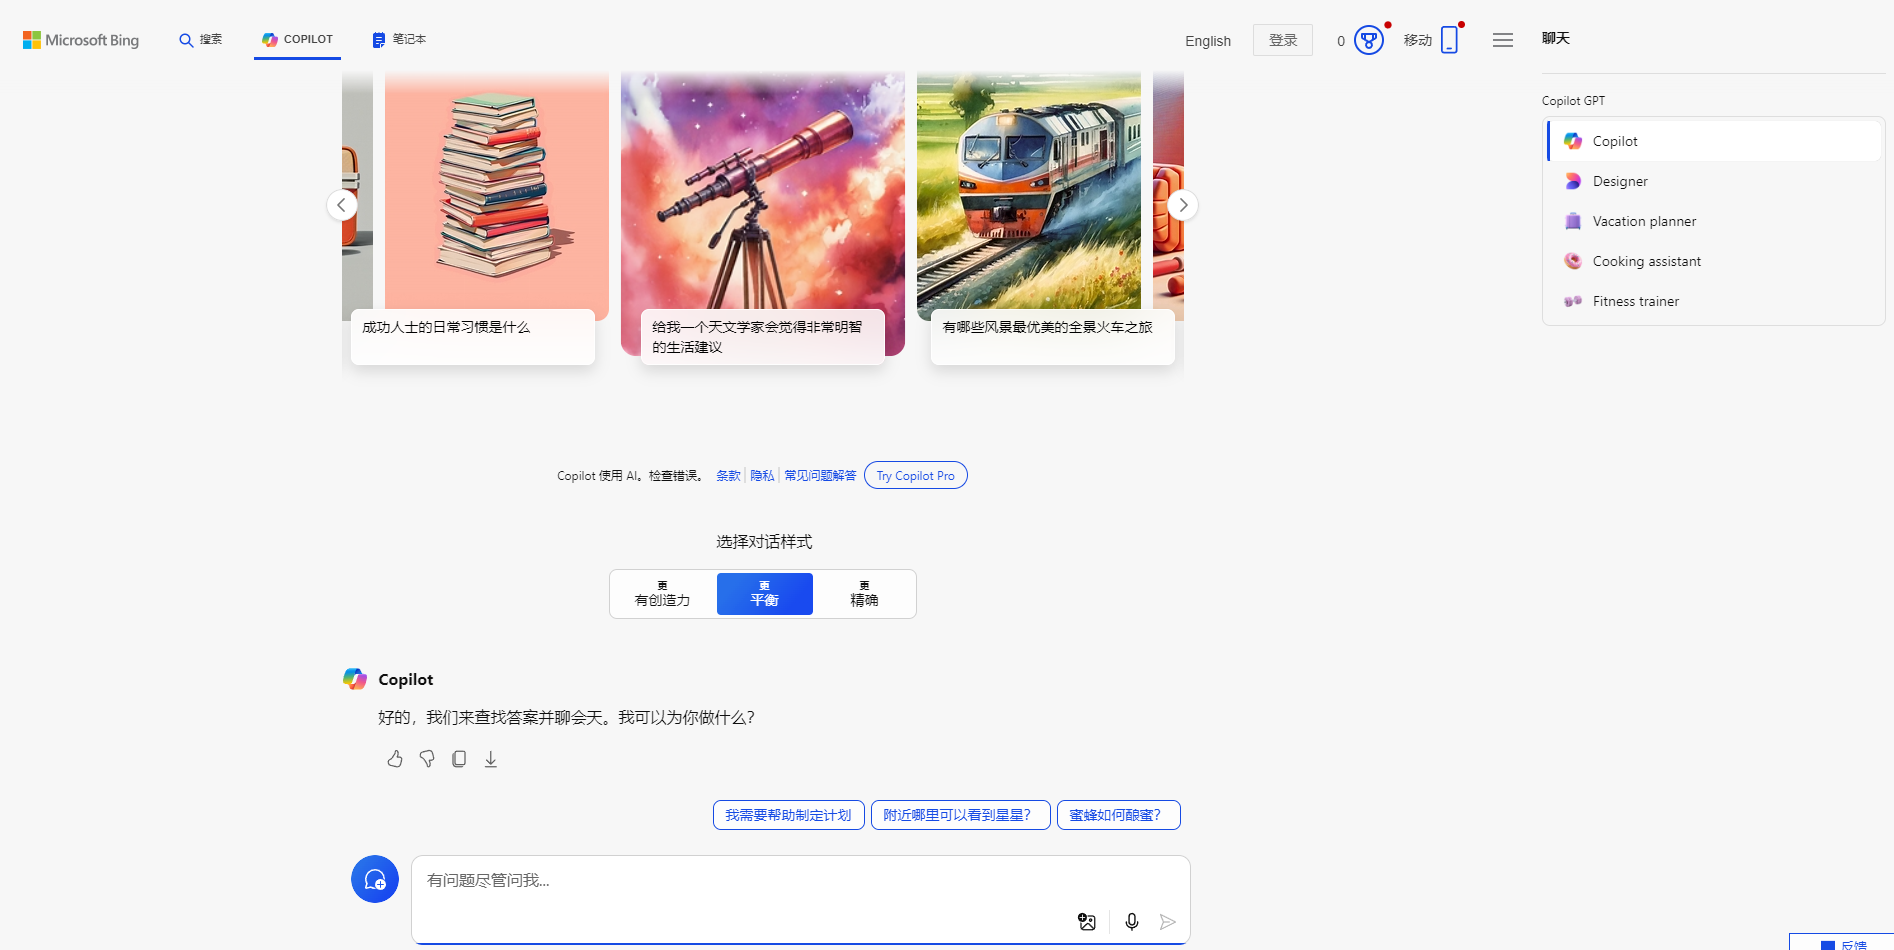 Microsoft Bing
搜索
COPILOT
笔记本
English
登录
0
移动
聊天
Copilot GPT
Copilot
Designer
Vacation planner
Cooking assistant
Fitness trainer
成功人士的日常习惯是什么
给我一个天文学家会觉得非常明智
的生活建议
有哪些风景最优美的全景火车之旅
Copilot 使用 AI。检查错误。 条款 隐私 常见问题解答 Try Copilot Pro
选择对话样式
更
有创造力
更
平衡
更
精确
Copilot
好的，我们来查找答案并聊会天。我可以为你做什么?
我需要帮助制定计划
附近哪里可以看到星星?
蜜蜂如何酿蜜?
有问题尽管问我...
反馈